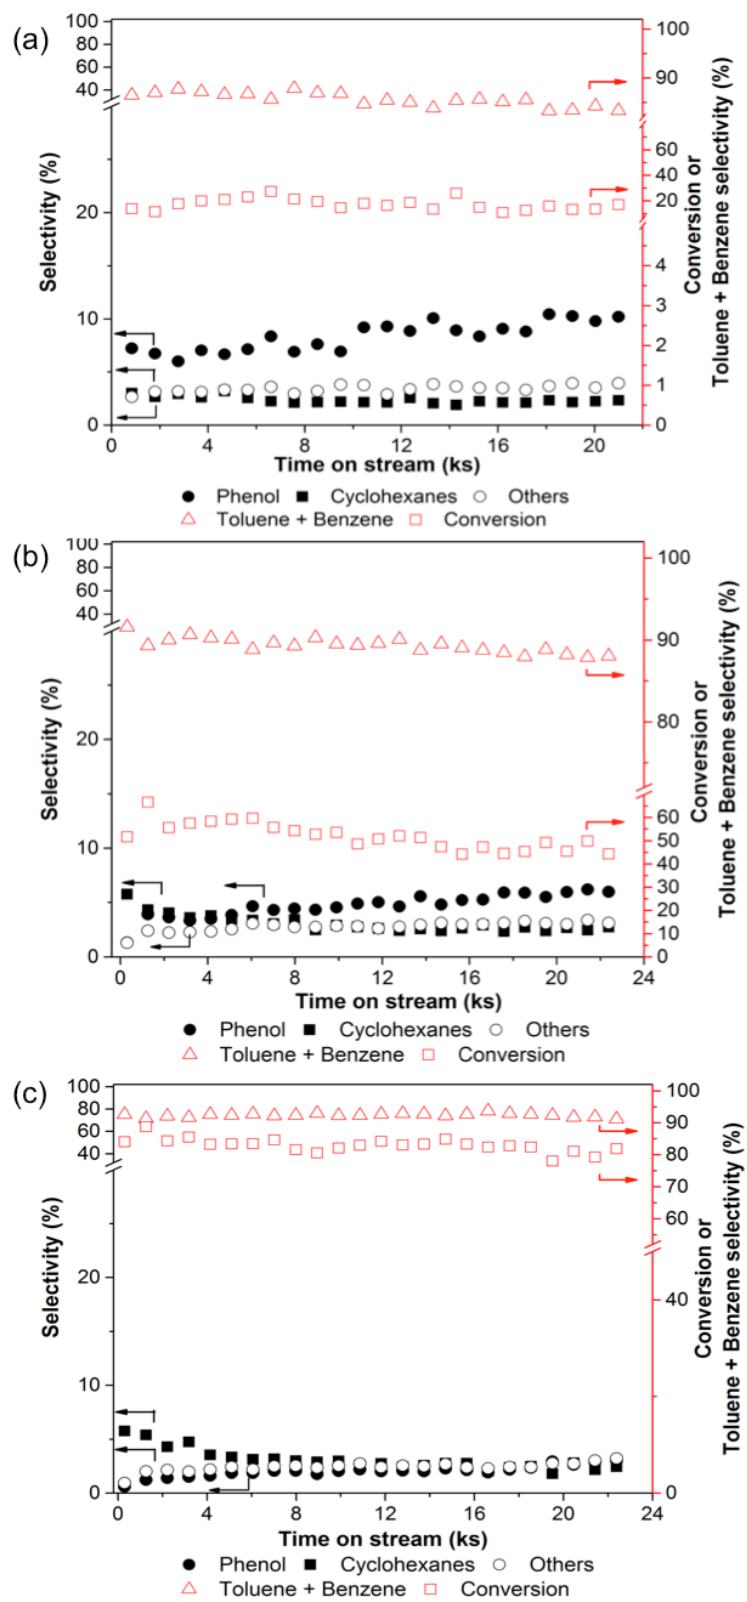 (a)
100
80
60
40
20
10
0
Selectivity (%)
100
90
80
60
20
4
3
2
1
0
Conversion or
Toluene + Benzene selectivity (%)
0 4 8 12 16 20
Time on stream (ks)
Phenol Cyclohexanes Others
Toluene + Benzene Conversion
(b)
100
80
60
40
20
10
0
Selectivity (%)
100
90
80
60
50
40
30
20
10
0
Conversion or
Toluene + Benzene selectivity (%)
0 4 8 12 16 20 24
Time on stream (ks)
Phenol Cyclohexanes Others
Toluene + Benzene Conversion
(c)
100
80
60
40
20
10
0
Selectivity (%)
100
90
80
70
60
40
0
Conversion or
Toluene + Benzene selectivity (%)
0 4 8 12 16 20 24
Time on stream (ks)
Phenol Cyclohexanes Others
Toluene + Benzene Conversion